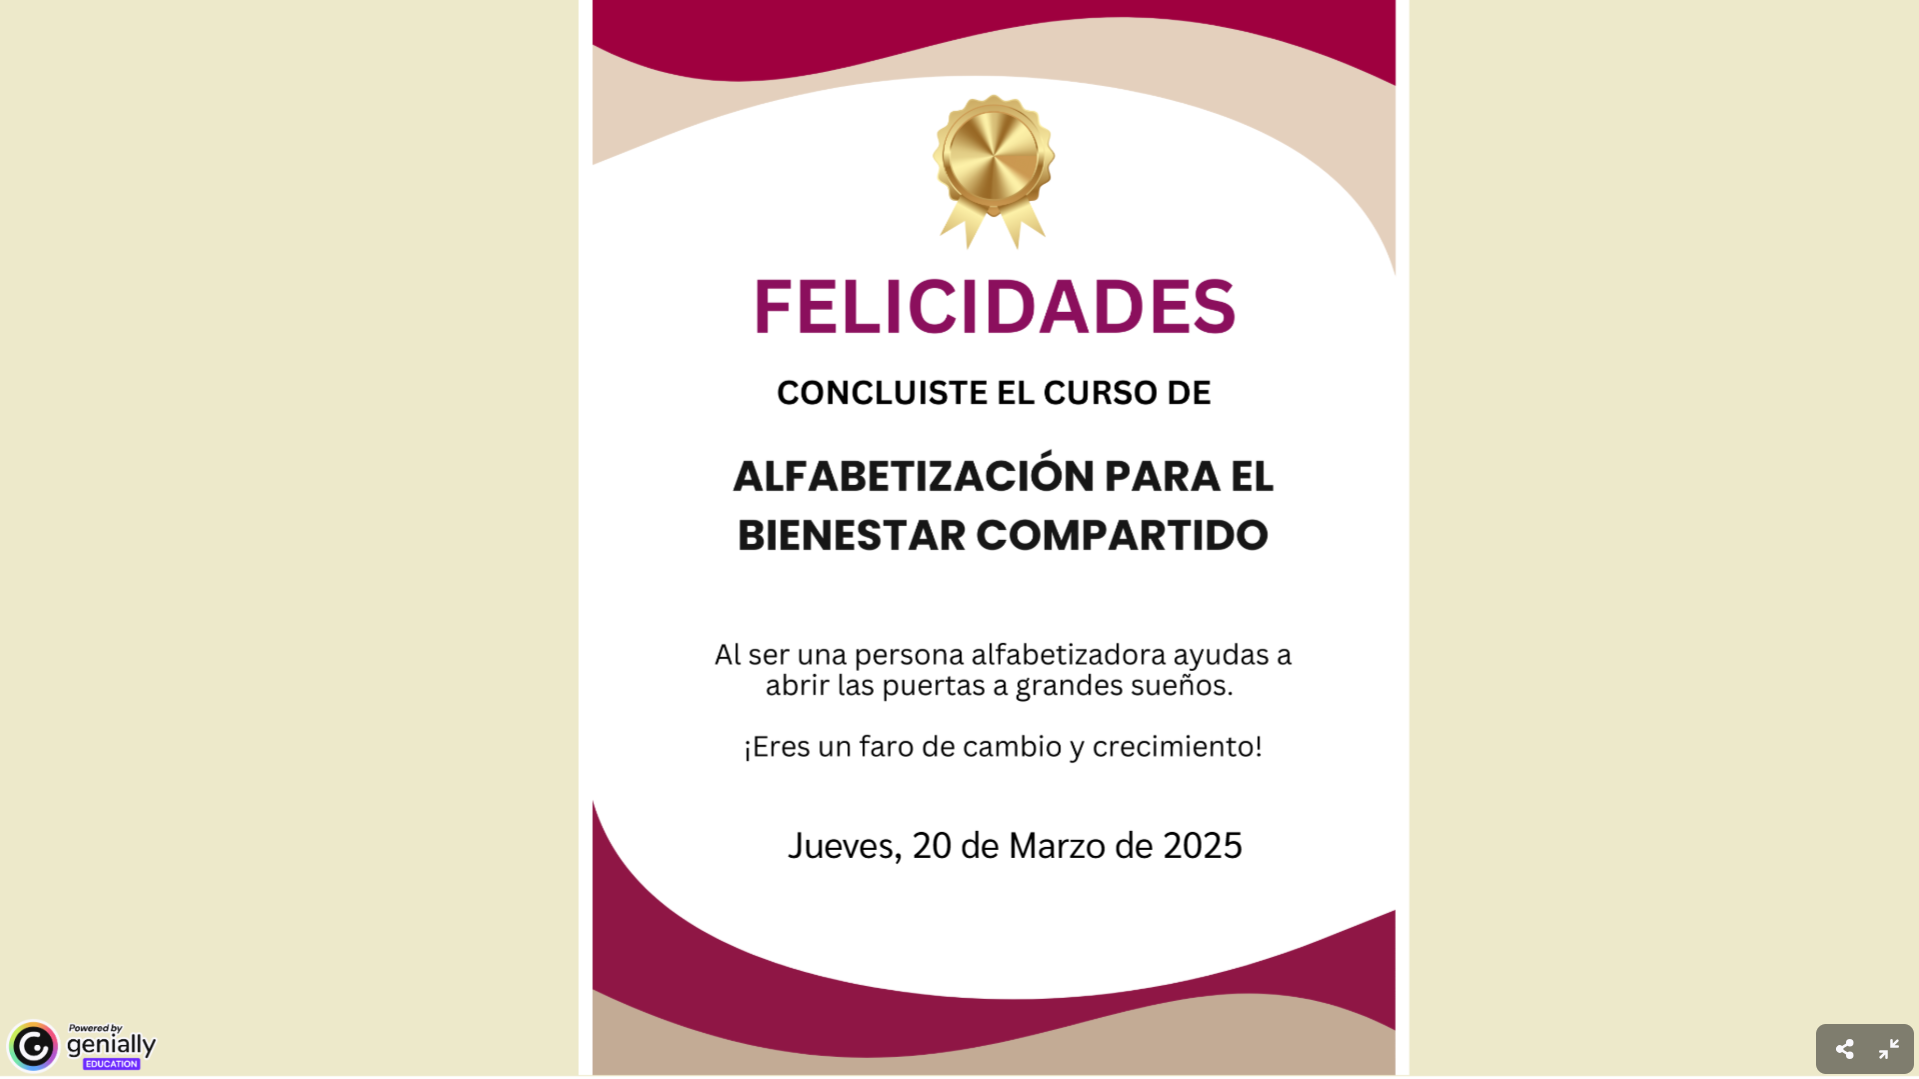 FELICIDADES
CONCLUISTE EL CURSO DE
ALFABETIZACIÓN PARA EL
BIENESTAR COMPARTIDO
Al ser una persona alfabetizadora ayudas a
abrir las puertas a grandes sueños.
¡Eres un faro de cambio y crecimiento!
Jueves, 20 de Marzo de 2025
Powered by
genially
EDUCATION